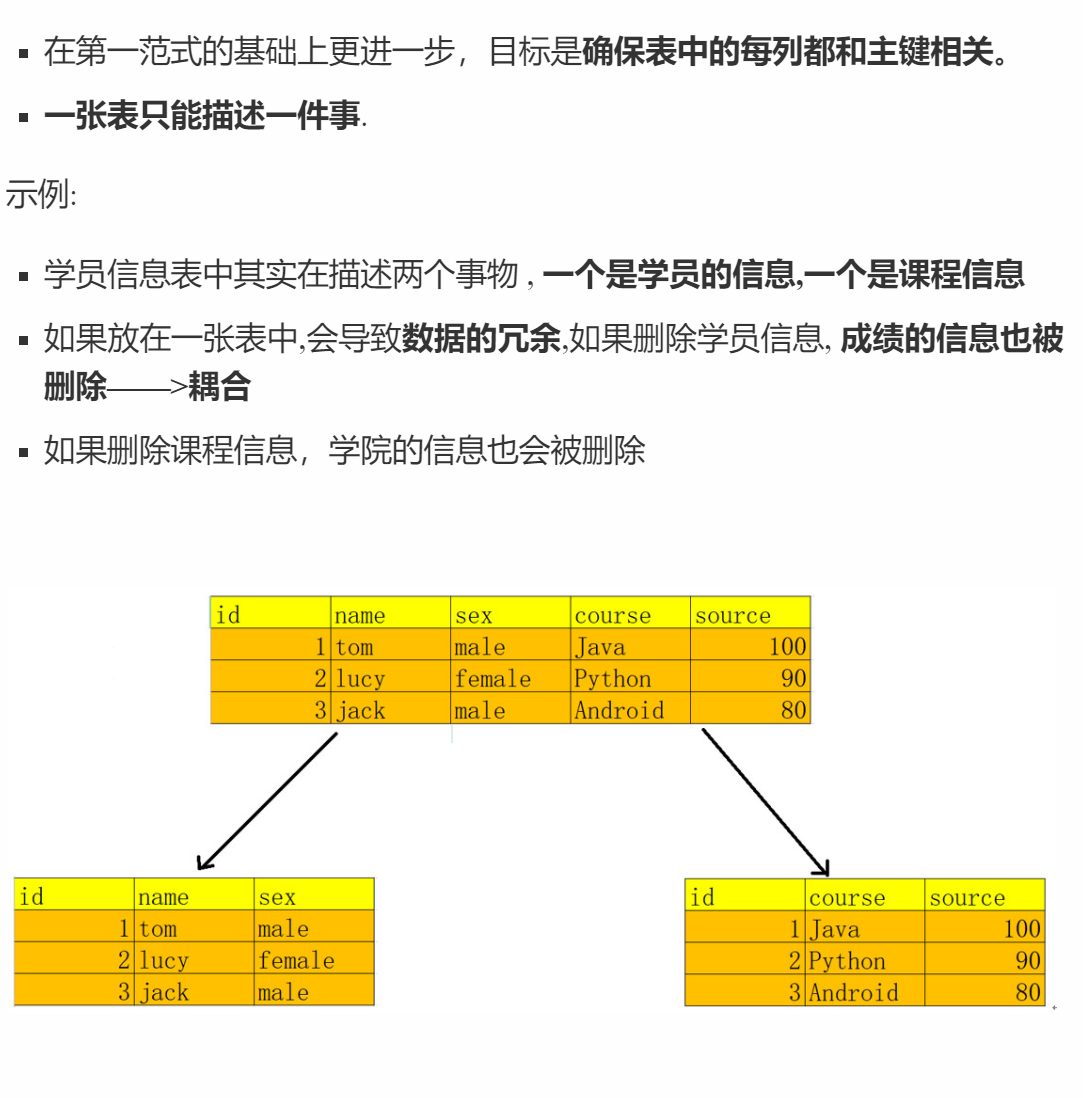 在第一范式的基础上更进一步，目标是确保表中的每列都和主键相关。
一张表只能描述一件事.
示例:
学员信息表中其实在描述两个事物 , 一个是学员的信息,一个是课程信息
如果放在一张表中,会导致数据的冗余,如果删除学员信息, 成绩的信息也被
删除——>耦合
如果删除课程信息，学院的信息也会被删除
id name sex course source
1 tom male Java 100
2 lucy female Python 90
3 jack male Android 80
id name sex
1 tom male
2 lucy female
3 jack male
id course source
1 Java 100
2 Python 90
3 Android 80